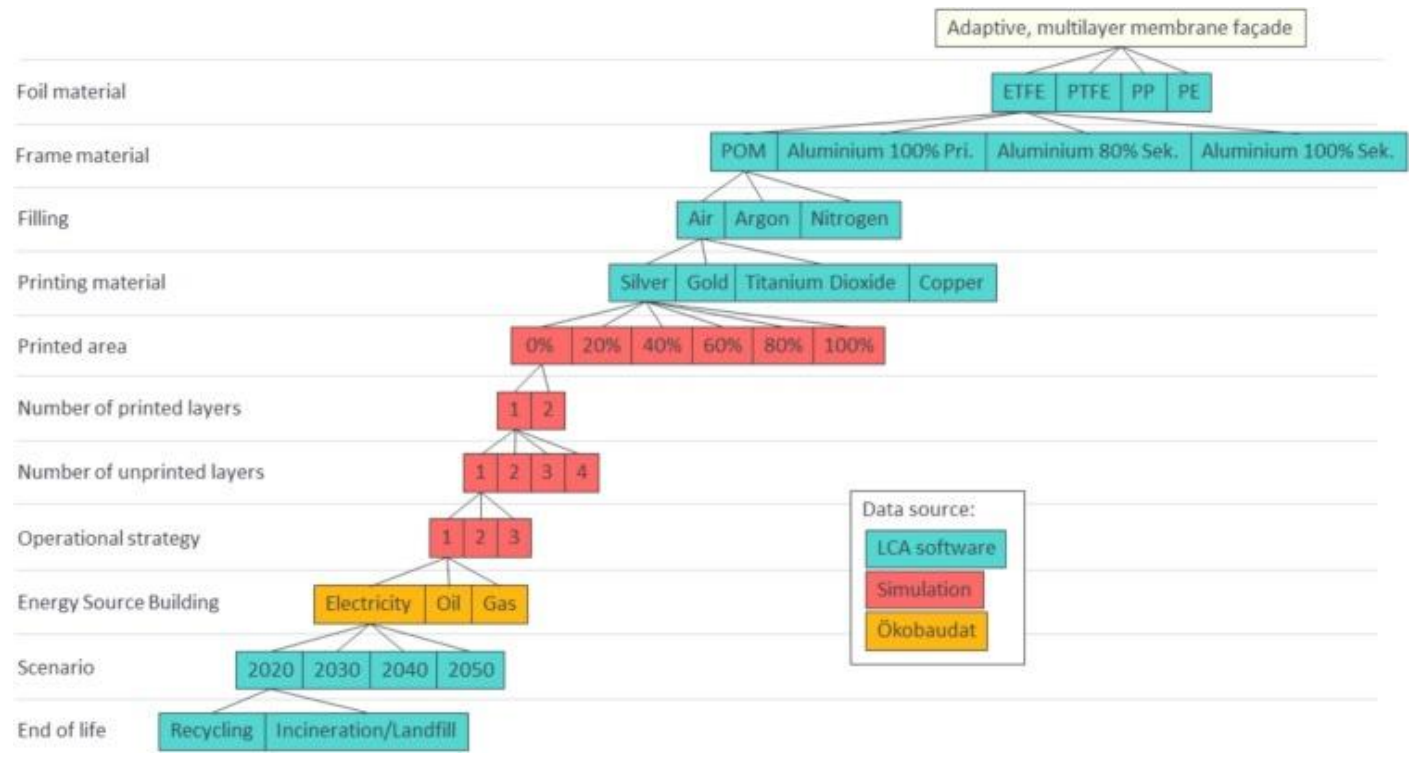 Adaptive, multilayer membrane façade
Foil material
ETFE PTFE PP PE
Frame material
POM Aluminium 100% Pri. Aluminium 80% Sek. Aluminium 100% Sek.
Filling
Air Argon Nitrogen
Printing material
Silver Gold Titanium Dioxide Copper
Printed area
0% 20% 40% 60% 80% 100%
Number of printed layers
1 2
Number of unprinted layers
1 2 3 4
Operational strategy
1 2 3
Energy Source Building
Electricity Oil Gas
Scenario
2020 2030 2040 2050
End of life
Recycling Incineration/Landfill
Data source:
LCA software
Simulation
Ökobaudat